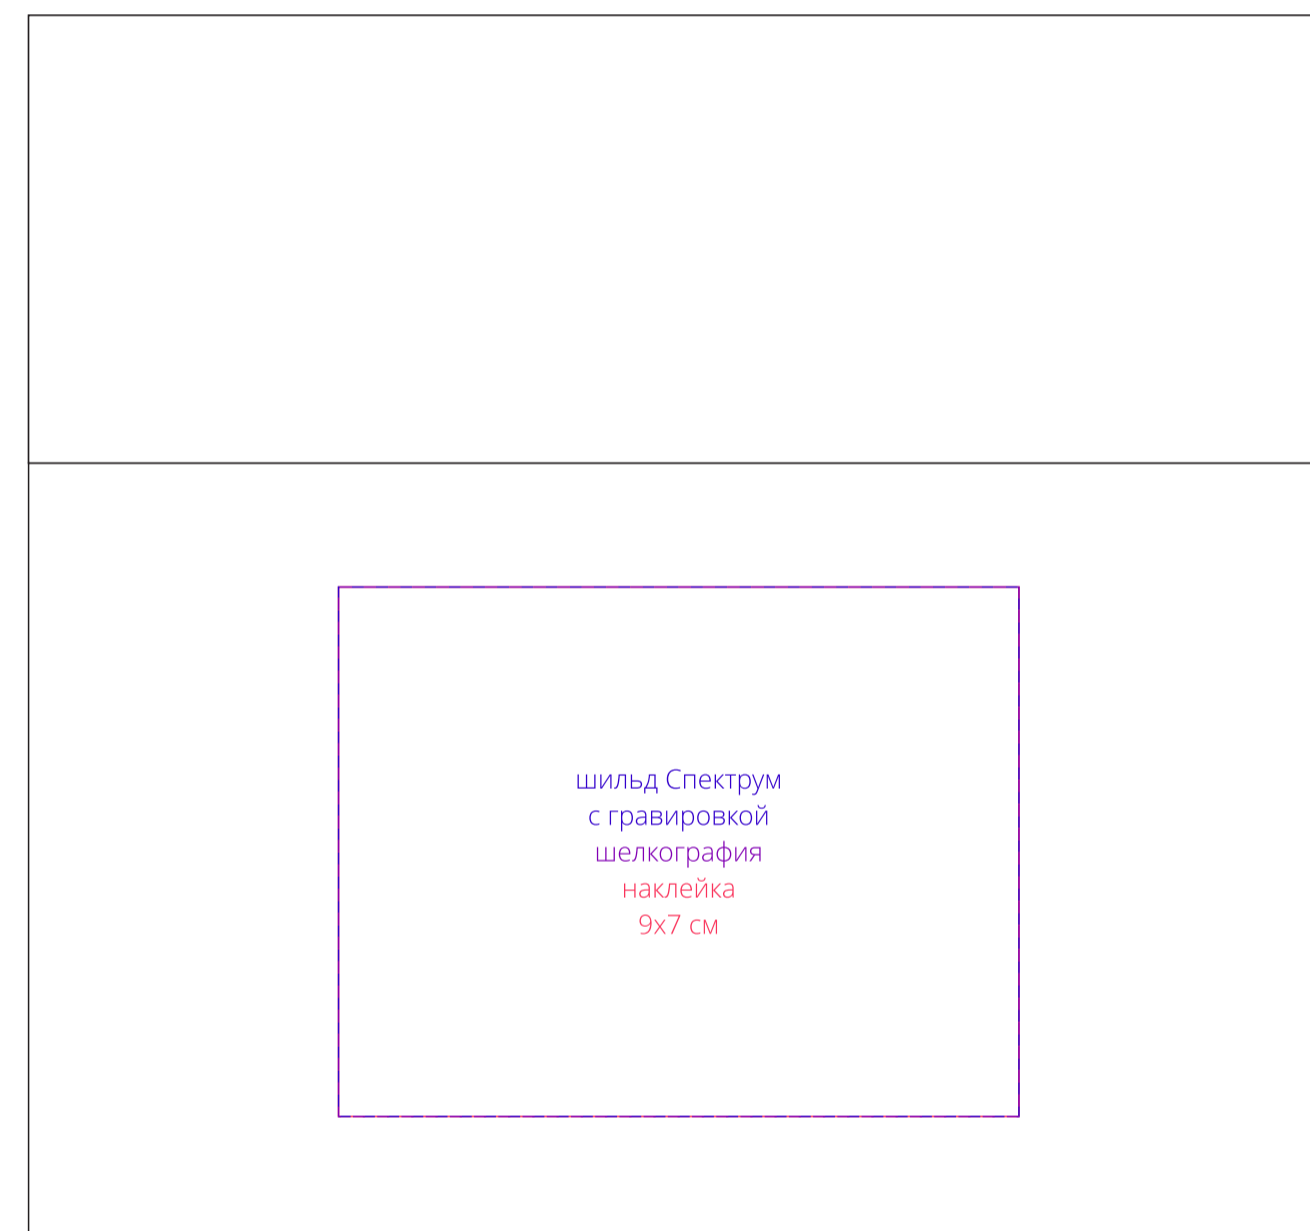 шильд Спектрум
с гравировкой
шелкография
наклейка
9х7 см